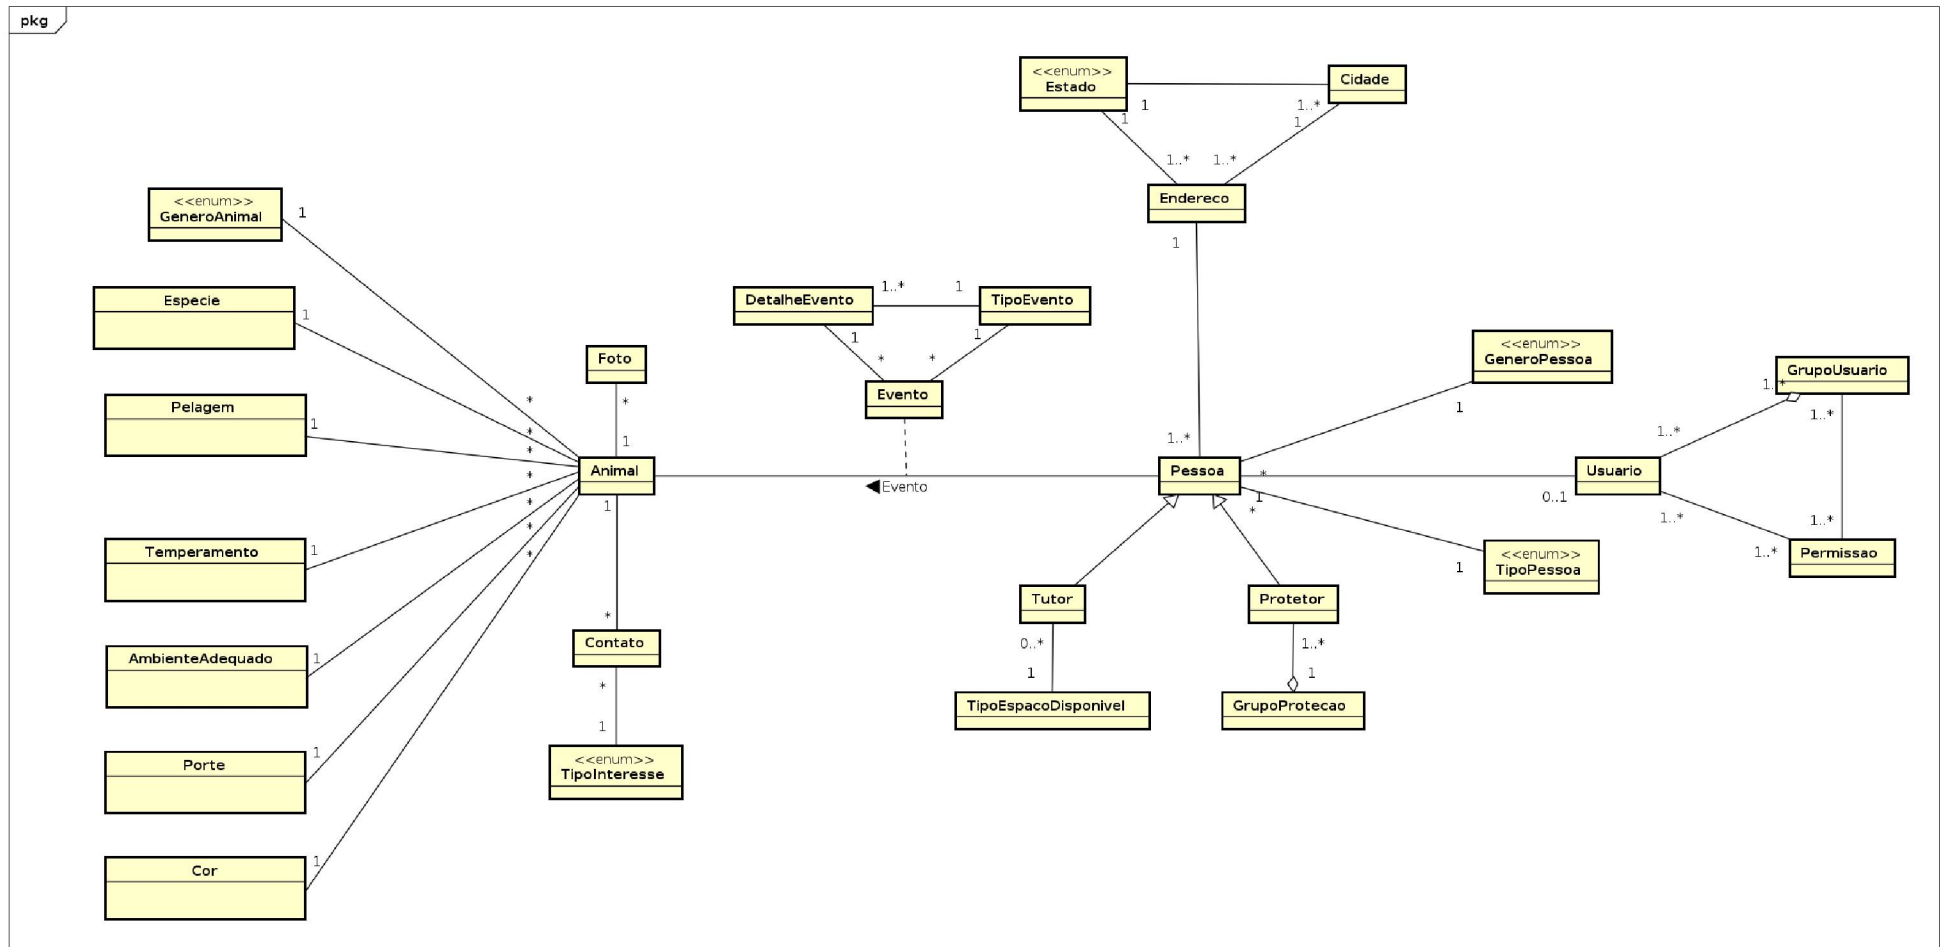 pkg
<<enum>>
Estado
Cidade
1
1..*
1
1
1..*
1..*
Endereco
1
<<enum>>
GeneroAnimal
1
Especie
1
DetalheEvento
1..*
1
TipoEvento
1
1
*
*
Evento
Foto
*
1
<<enum>>
GeneroPessoa
1
GrupoUsuario
1..*
1..*
1..*
Pelagem
1
*
*
*
*
*
*
*
Animal
Evento
1..*
Pessoa
*
1
*
0..1
Usuario
1..*
1..*
1..*
Permissao
1
Temperamento
1
<<enum>>
TipoPessoa
1
Tutor
Protetor
*
Contato
0..*
1..*
AmbienteAdequado
1
1
1
*
TipoEspacoDisponivel
GrupoProtecao
1
Porte
1
<<enum>>
TipoInteresse
Cor
1